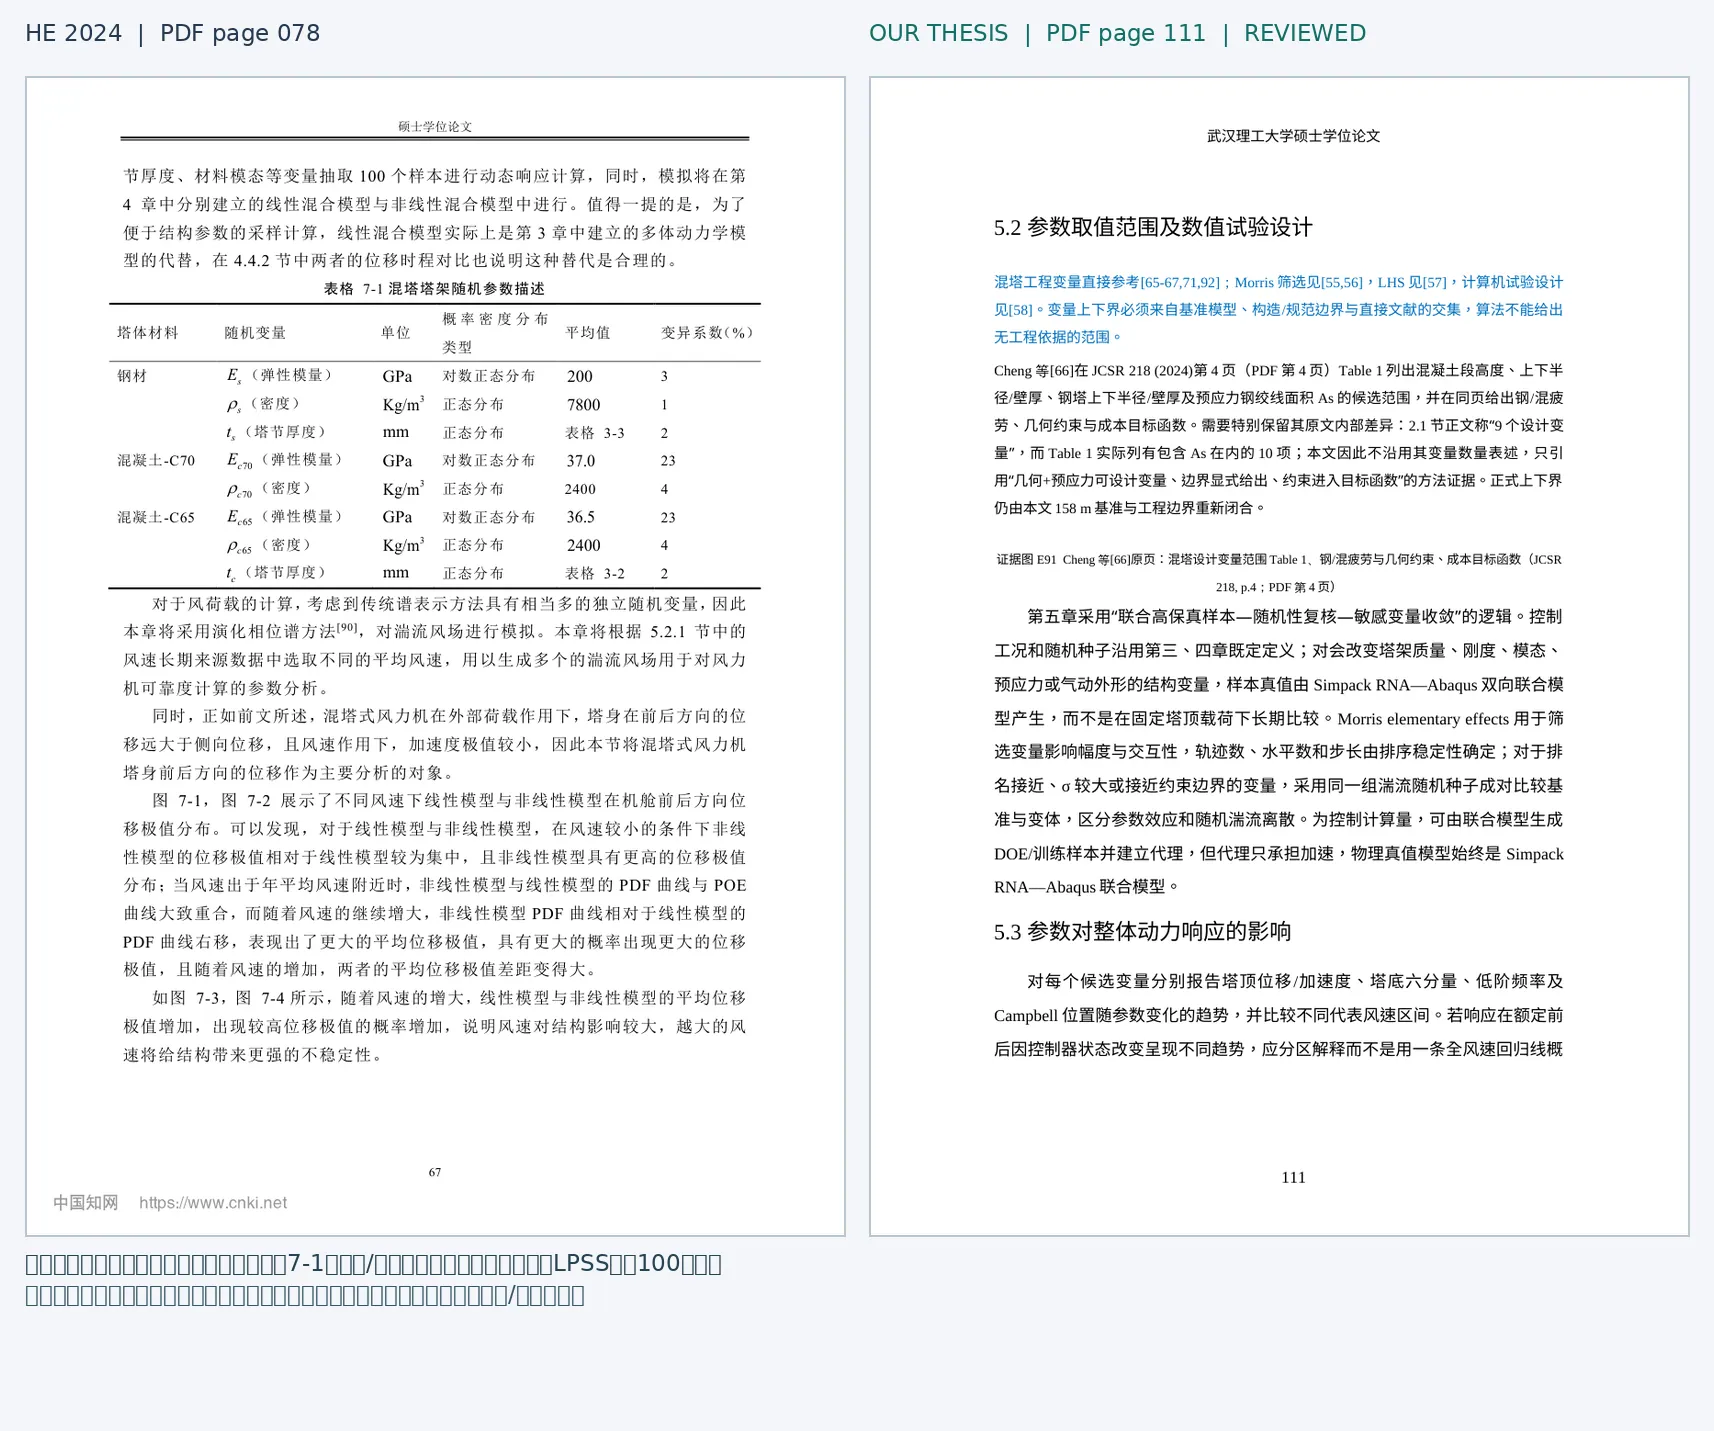 HE 2024 | PDF page 078
硕士学位论文
节厚度、材料模态等变量抽取 100 个样本进行动态响应计算，同时，模拟将在第
4 章中分别建立的线性混合模型与非线性混合模型中进行。值得一提的是，为了
便于结构参数的采样计算，线性混合模型实际上是第 3 章中建立的多体动力学模
型的代替，在 4.4.2 节中两者的位移时程对比也说明这种替代是合理的。
表格 7-1 混塔塔架随机参数描述
塔体材料 随机变量 单位 概率密度分布类型 平均值 变异系数(%)
钢材 Es（弹性模量） GPa 对数正态分布 200 3
ρs（密度） Kg/m³ 正态分布 7800 1
ts（塔节厚度） mm 正态分布 表格 3-3 2
混凝土-C70 Ec70（弹性模量） GPa 对数正态分布 37.0 23
ρc70（密度） Kg/m³ 正态分布 2400 4
混凝土-C65 Ec65（弹性模量） GPa 对数正态分布 36.5 23
ρc65（密度） Kg/m³ 正态分布 2400 4
tc（塔节厚度） mm 正态分布 表格 3-2 2
对于风荷载的计算，考虑到传统谱表示方法具有相当多的独立随机变量，因此
本章将采用演化相位谱方法[90]，对湍流风场进行模拟。本章将根据 5.2.1 节中的
风速长期来源数据中选取不同的平均风速，用以生成多个的湍流风场用于对风力
机可靠度计算的参数分析。
同时，正如前文所述，混塔式风力机在外部荷载作用下，塔身在前后方向的位
移远大于侧向位移，且风速作用下，加速度极值较小，因此本节将混塔式风力机
塔身前后方向的位移作为主要分析的对象。
图 7-1，图 7-2 展示了不同风速下线性模型与非线性模型在机舱前后方向位
移极值分布。可以发现，对于线性模型与非线性模型，在风速较小的条件下非线
性模型的位移极值相对于线性模型较为集中，且非线性模型具有更高的位移极值
分布；当风速出于年平均风速附近时，非线性模型与线性模型的 PDF 曲线与 POE
曲线大致重合，而随着风速的继续增大，非线性模型 PDF 曲线相对于线性模型的
PDF 曲线右移，表现出了更大的平均位移极值，具有更大的概率出现更大的位移
极值，且随着风速的增加，两者的平均位移极值差距变得大。
如图 7-3，图 7-4 所示，随着风速的增大，线性模型与非线性模型的平均位移
极值增加，出现较高位移极值的概率增加，说明风速对结构影响较大，越大的风
速将给结构带来更强的不稳定性。
67
中国知网 https://www.cnki.net
OUR THESIS | PDF page 111 | REVIEWED
武汉理工大学硕士学位论文
5.2 参数取值范围及数值试验设计
混塔工程变量直接参考[65-67,71,92]；Morris 筛选见[55,56]，LHS 见[57]，计算机试验设计
见[58]。变量上下界必须来自基准模型、构造/规范边界与直接文献的交集，算法不能给出
无工程依据的范围。
Cheng 等[66]在 JCSR 218 (2024)第 4 页（PDF 第 4 页）Table 1 列出混凝土段高度、上下半
径/壁厚、钢塔上下半径/壁厚及预应力钢绞线面积 As 的候选范围，并在同页给出钢/混疲
劳、几何约束与成本目标函数。需要特别保留其原文内部差异：2.1 节正文称“9 个设计变
量”，而 Table 1 实际列有包含 As 在内的 10 项；本文因此不沿用其变量数量表述，只引
用“几何+预应力可设计变量、边界显式给出、约束进入目标函数”的方法证据。正式上下界
仍由本文 158 m 基准与工程边界重新闭合。
证据图 E91 Cheng 等[66]原页：混塔设计变量范围 Table 1、钢/混疲劳与几何约束、成本目标函数（JCSR
218, p.4；PDF 第 4 页）
第五章采用“联合高保真样本—随机性复核—敏感变量收敛”的逻辑。控制
工况和随机种子沿用第三、四章既定定义；对会改变塔架质量、刚度、模态、
预应力或气动外形的结构变量，样本真值由 Simpack RNA—Abaqus 双向联合模
型产生，而不是在固定塔顶载荷下长期比较。Morris elementary effects 用于筛
选变量影响幅度与交互性，轨迹数、水平数和步长由排序稳定性确定；对于排
名接近、σ 较大或接近约束边界的变量，采用同一组湍流随机种子成对比较基
准与变体，区分参数效应和随机湍流离散。为控制计算量，可由联合模型生成
DOE/训练样本并建立代理，但代理只承担加速，物理真值模型始终是 Simpack
RNA—Abaqus 联合模型。
5.3 参数对整体动力响应的影响
对每个候选变量分别报告塔顶位移/加速度、塔底六分量、低阶频率及
Campbell 位置随参数变化的趋势，并比较不同代表风速区间。若响应在额定前
后因控制器状态改变呈现不同趋势，应分区解释而不是用一条全风速回归线概
111
7-1 / LPSS 100
/